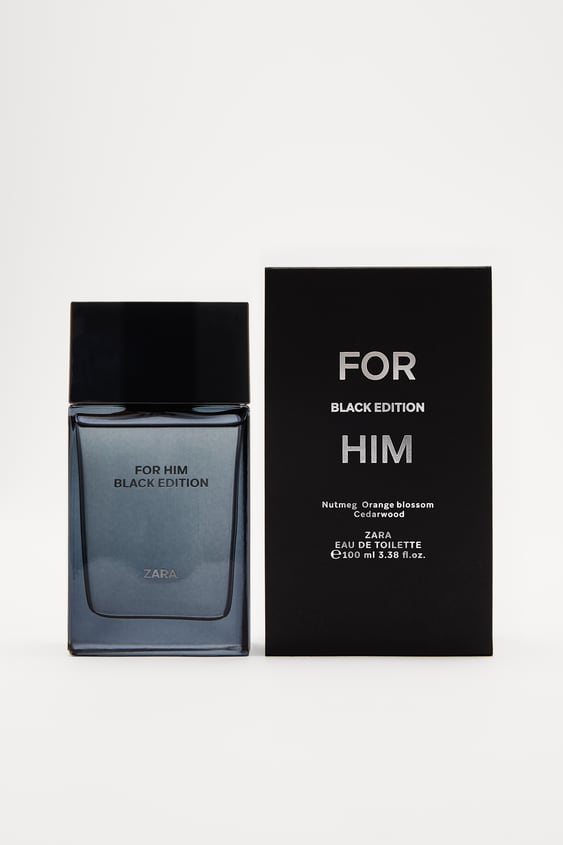 FOR HIM
BLACK EDITION
ZARA
FOR
BLACK EDITION
HIM
Nutmeg Orange blossom
Cedarwood
ZARA
EAU DE TOILETTE
℮100 ml 3.38 fl.oz.